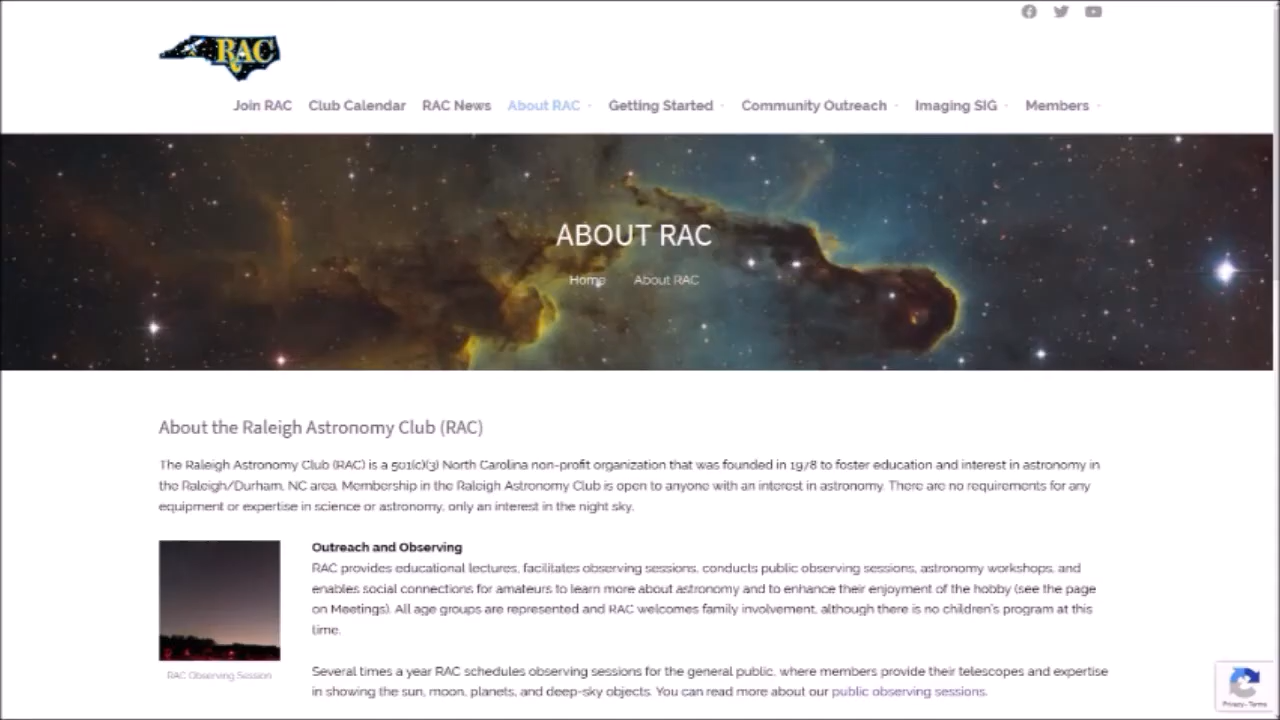 RAC
Join RAC Club Calendar RAC News About RAC Getting Started Community Outreach Imaging SIG Members
ABOUT RAC
Home About RAC
About the Raleigh Astronomy Club (RAC)
The Raleigh Astronomy Club (RAC) is a 501(c)(3) North Carolina non-profit organization that was founded in 1978 to foster education and interest in astronomy in
the Raleigh/Durham, NC area. Membership in the Raleigh Astronomy Club is open to anyone with an interest in astronomy. There are no requirements for any
equipment or expertise in science or astronomy, only an interest in the night sky.
Outreach and Observing
RAC provides educational lectures, facilitates observing sessions, conducts public observing sessions, astronomy workshops, and
enables social connections for amateurs to learn more about astronomy and to enhance their enjoyment of the hobby (see the page
on Meetings). All age groups are represented and RAC welcomes family involvement, although there is no children's program at this
time.
RAC Observing Session
Several times a year RAC schedules observing sessions for the general public, where members provide their telescopes and expertise
in showing the sun, moon, planets, and deep-sky objects. You can read more about our public observing sessions.
Privacy - Terms